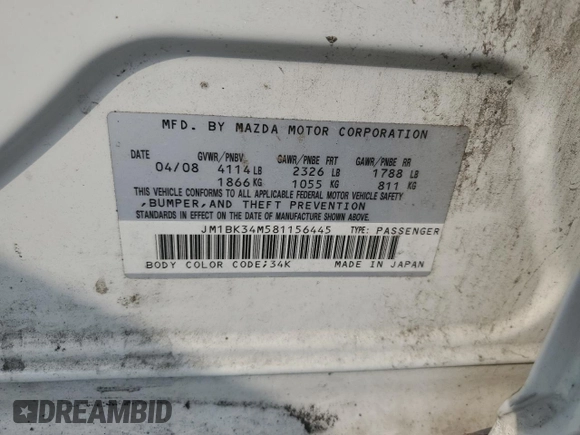 MFD. BY MAZDA MOTOR CORPORATION
DATE GVWR/PNBV GAWR/PNBE FRT GAWR/PNBE RR
04/08 4114 LB 2326 LB 1788 LB
1866 KG 1055 KG 811 KG
THIS VEHICLE CONFORMS TO ALL APPLICABLE FEDERAL MOTOR VEHICLE SAFETY
,BUMPER,AND THEFT PREVENTION
STANDARDS IN EFFECT ON THE DATE OF MANUFACTURE SHOWN ABOVE.
JM1BK34M581156445 TYPE: PASSENGER
BODY COLOR CODE:34K MADE IN JAPAN
DREAMBID